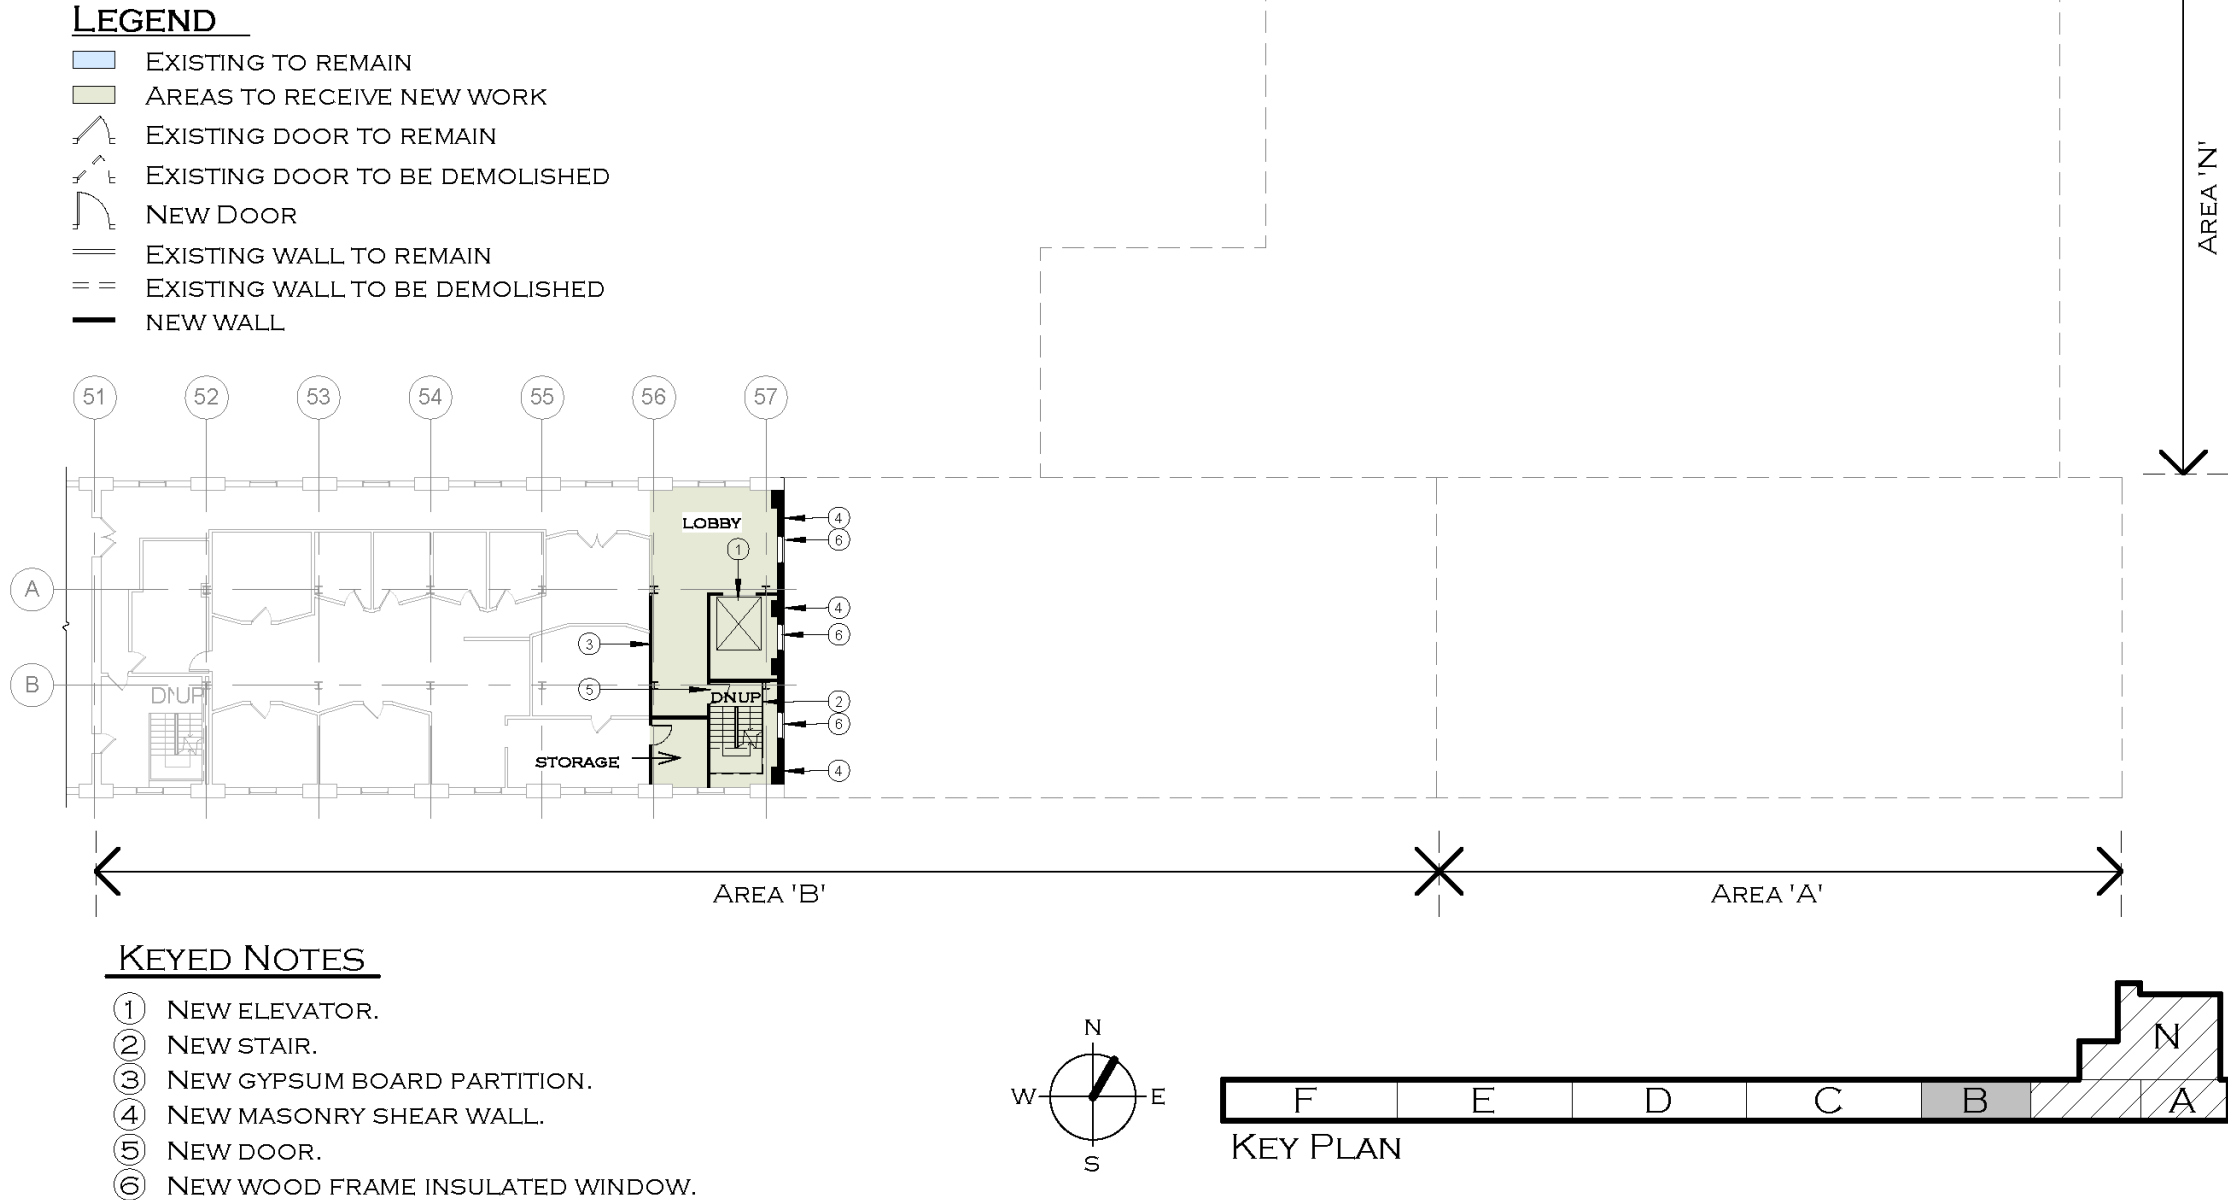 LEGEND
EXISTING TO REMAIN
AREAS TO RECEIVE NEW WORK
EXISTING DOOR TO REMAIN
EXISTING DOOR TO BE DEMOLISHED
NEW DOOR
EXISTING WALL TO REMAIN
EXISTING WALL TO BE DEMOLISHED
NEW WALL
AREA 'N'
51 52 53 54 55 56 57
LOBBY
4
6
1
A
4
6
3
B
5
DNUP
DNUP
2
6
STORAGE
4
AREA 'B'
AREA 'A'
KEYED NOTES
1 NEW ELEVATOR.
2 NEW STAIR.
3 NEW GYPSUM BOARD PARTITION.
4 NEW MASONRY SHEAR WALL.
5 NEW DOOR.
6 NEW WOOD FRAME INSULATED WINDOW.
N
W E
S
N
F E D C B A
KEY PLAN